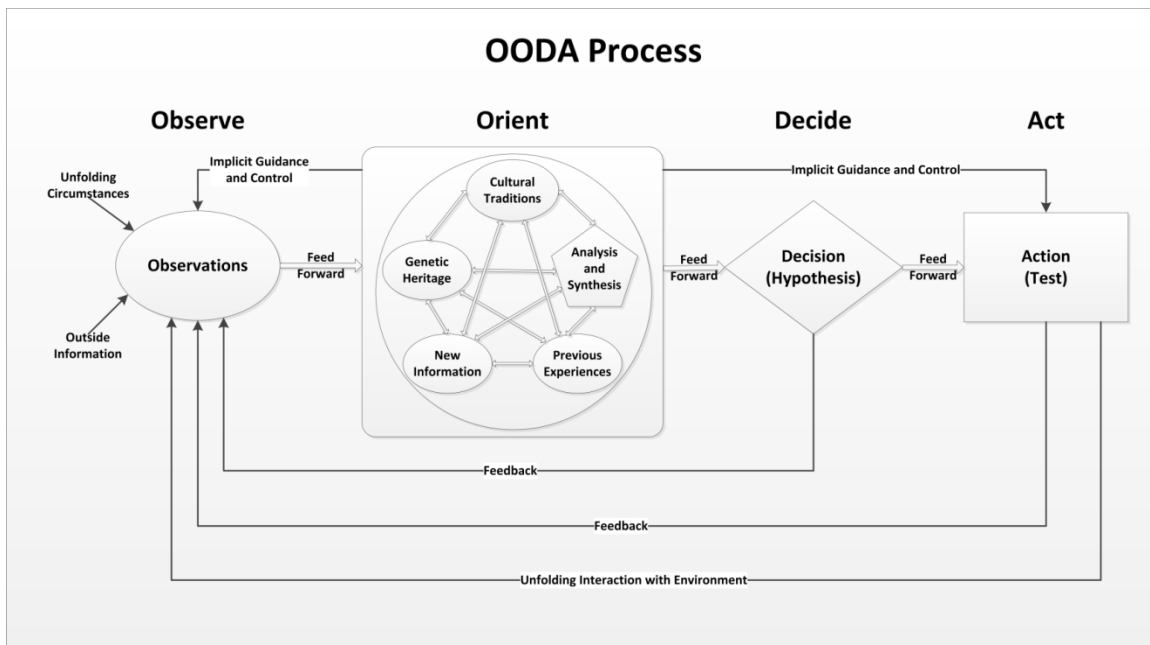 OODA Process
Observe
Orient
Decide
Act
Implicit Guidance
and Control
Implicit Guidance and Control
Unfolding
Circumstances
Cultural
Traditions
Observations
Feed
Forward
Genetic
Heritage
Analysis
and
Synthesis
Feed
Forward
Decision
(Hypothesis)
Feed
Forward
Action
(Test)
Outside
Information
New
Information
Previous
Experiences
Feedback
Feedback
Unfolding Interaction with Environment